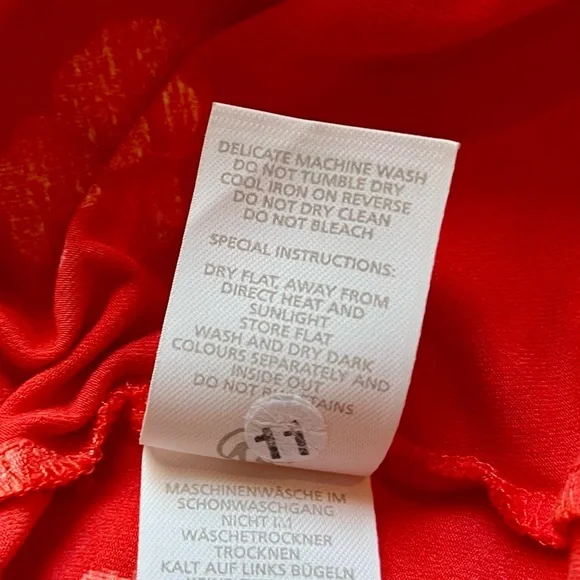 DELICATE MACHINE WASH
DO NOT TUMBLE DRY
COOL IRON ON REVERSE
DO NOT DRY CLEAN
DO NOT BLEACH
SPECIAL INSTRUCTIONS:
DRY FLAT, AWAY FROM
DIRECT HEAT AND
SUNLIGHT
STORE FLAT
WASH AND DRY DARK
COLOURS SEPARATELY AND
INSIDE OUT
DO NOT
11
MASCHINENWÄSCHE IM
SCHONWASCHGANG
NICHT IM
WÄSCHETROCKNER
TROCKNEN
KALT AUF LINKS BÜGELN